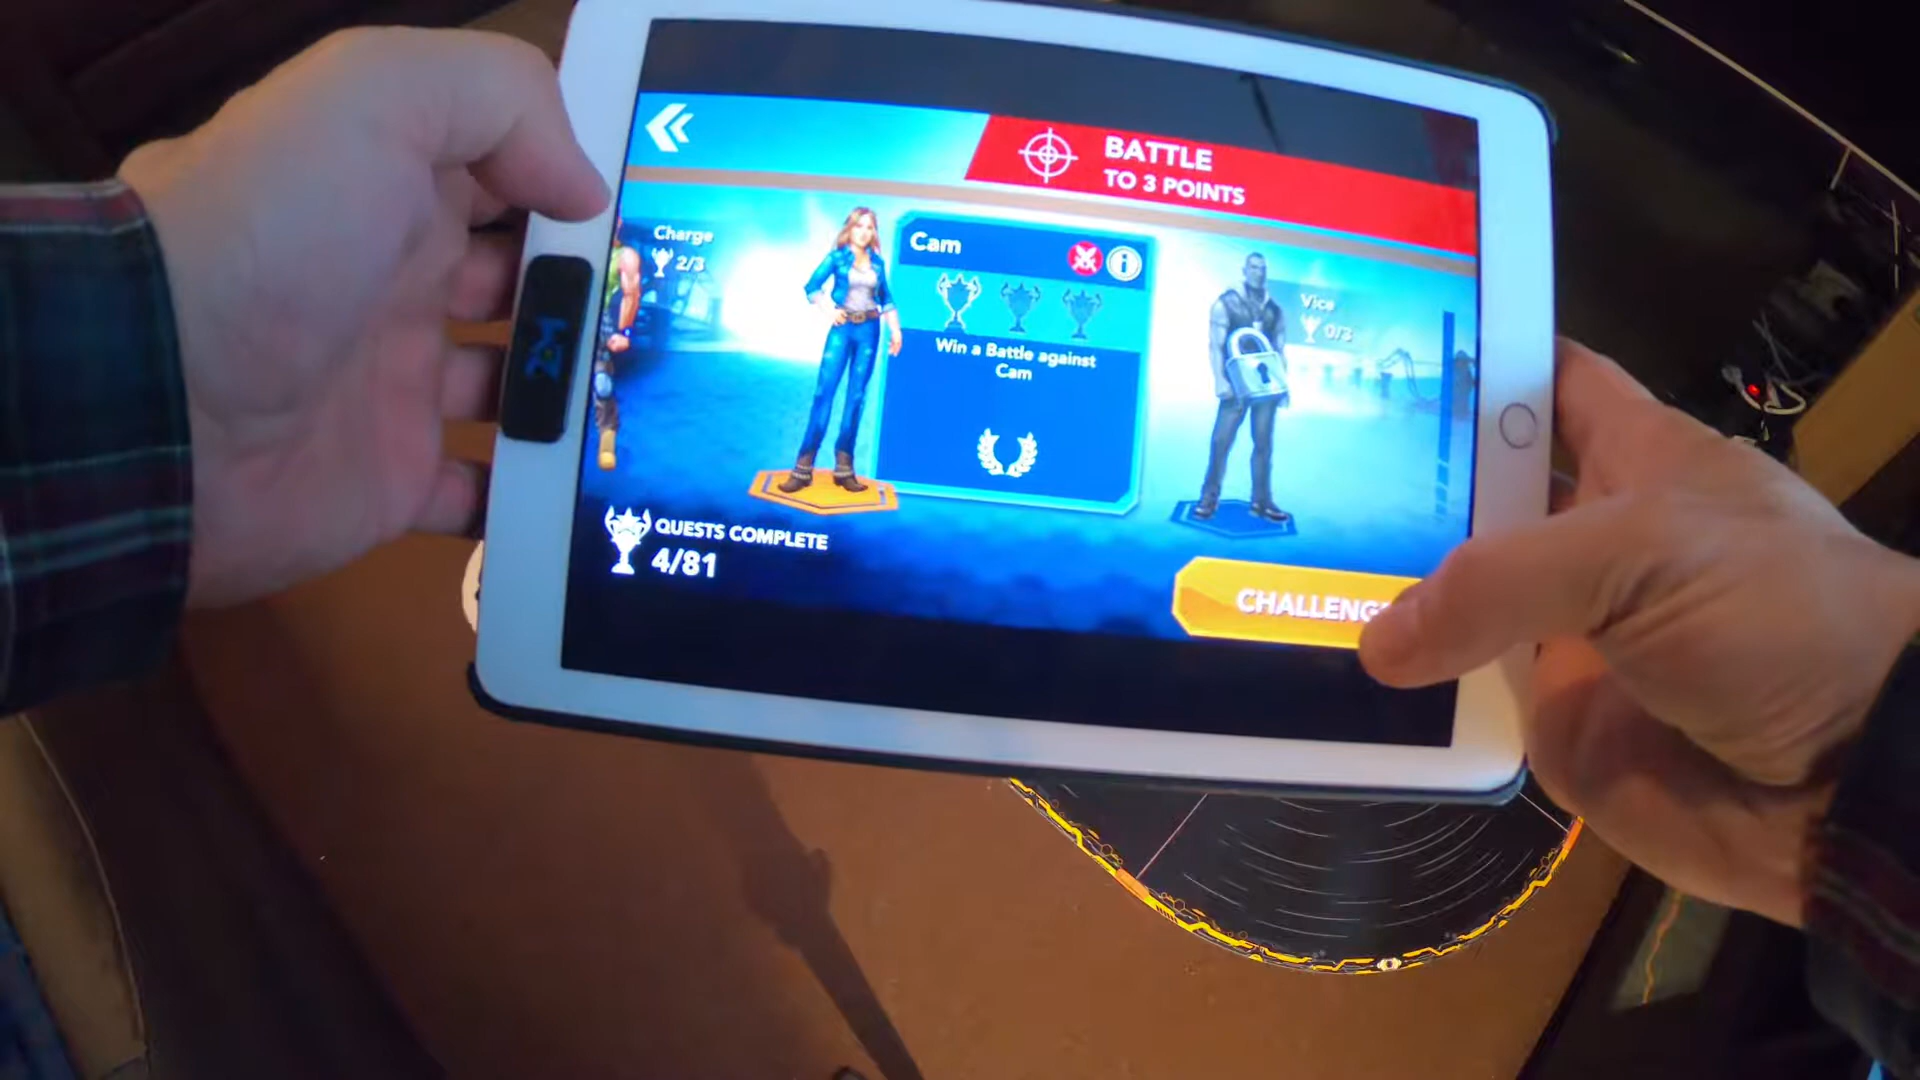 BATTLE
TO 3 POINTS
Charge
2/3
Cam
Win a Battle against
Cam
Vice
0/3
QUESTS COMPLETE
4/81
CHALLENG